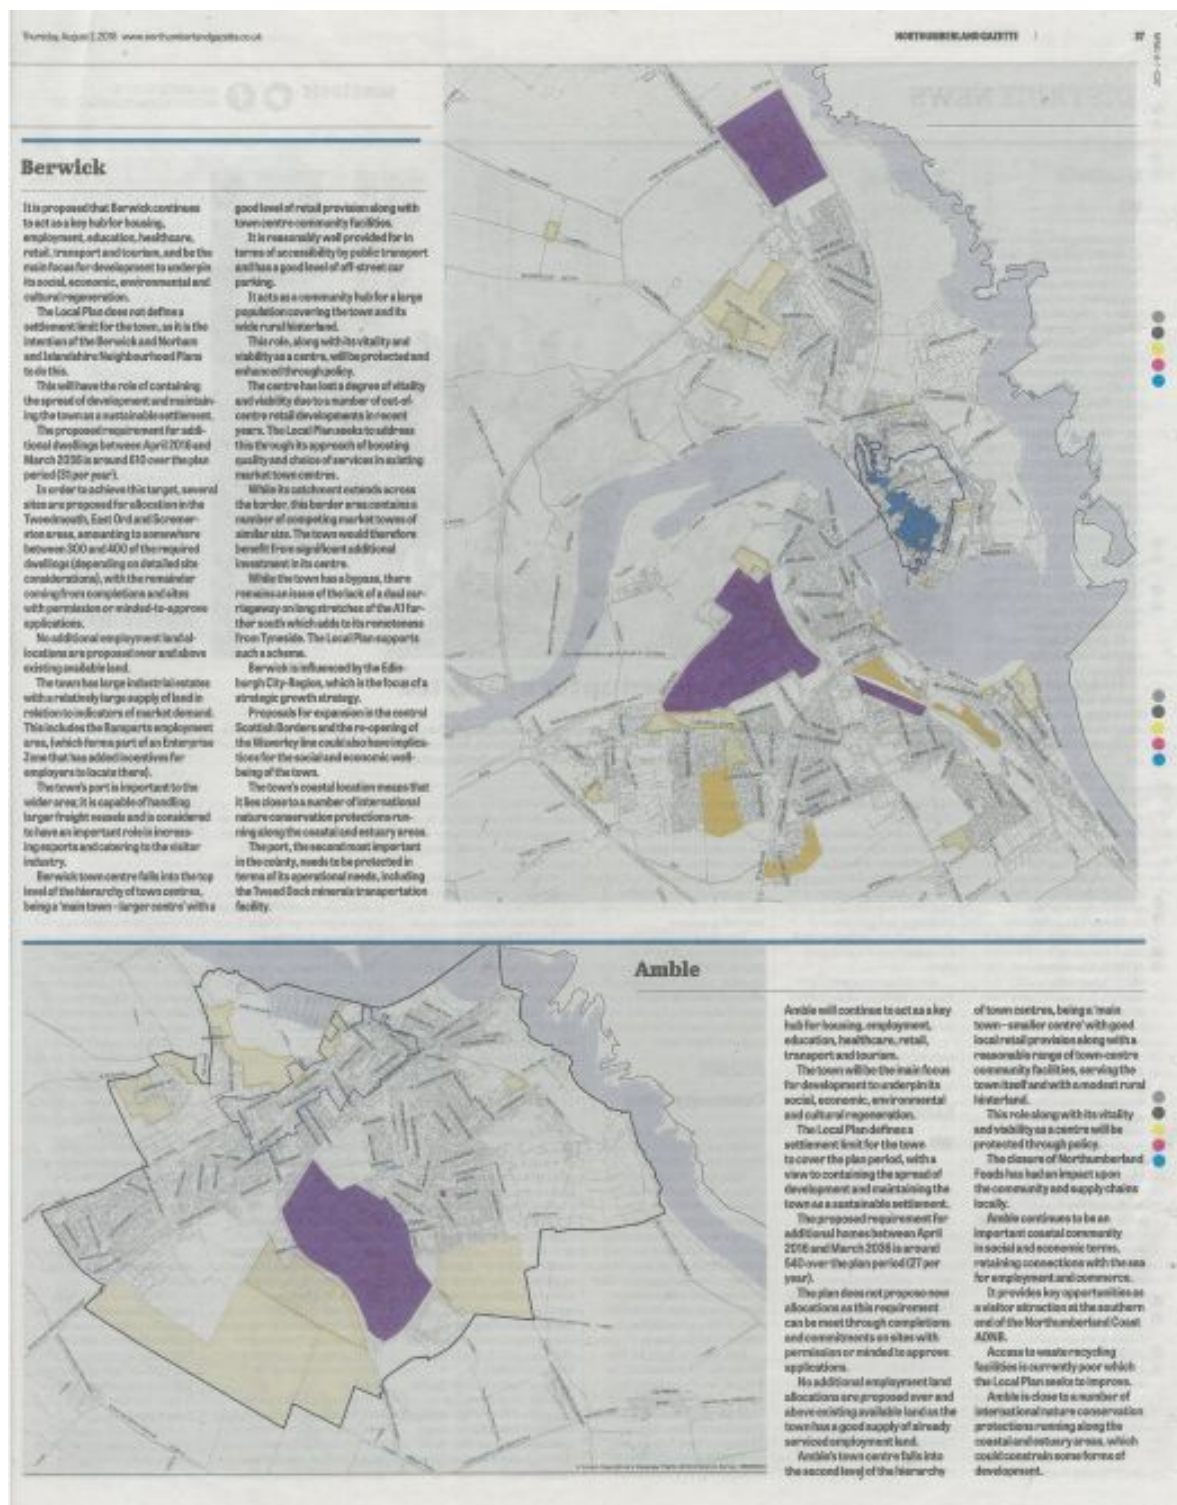 Thursday, August 2, 2018 www.northumberlandgazette.co.uk
NORTHUMBERLAND GAZETTE
37
Berwick
It is proposed that Berwick continues
to act as a key hub for housing,
employment, education, healthcare,
retail, transport and tourism, and be the
main focus for development to underpin
its social, economic, environmental and
cultural regeneration.
The Local Plan does not define a
settlement limit for the town, as it is the
intention of the Berwick and Norham
and Islandshire Neighbourhood Plans
to do this.
This will have the role of containing
the spread of development and maintain-
ing the town as a sustainable settlement.
The proposed requirement for addi-
tional dwellings between April 2016 and
March 2036 is around 610 over the plan
period (31 per year).
In order to achieve this target, several
sites are proposed for allocation in the
Tweedmouth, East Ord and Scremer-
ston areas, amounting to somewhere
between 300 and 400 of the required
dwellings (depending on detailed site
considerations), with the remainder
coming from completions and sites
with permission or minded-to-approve
applications.
No additional employment land al-
locations are proposed over and above
existing available land.
The town has large industrial estates
with a relatively large supply of land in
relation to indicators of market demand.
This includes the Ramparts employment
area, (which forms part of an Enterprise
Zone that has added incentives for
employers to locate there).
The town's port is important to the
wider area; it is capable of handling
larger freight vessels and is considered
to have an important role in increas-
ing exports and catering to the visitor
industry.
Berwick town centre falls into the top
level of the hierarchy of town centres,
being a 'main town – larger centre' with a
good level of retail provision along with
town centre community facilities.
It is reasonably well provided for in
terms of accessibility by public transport
and has a good level of off-street car
parking.
It acts as a community hub for a large
population covering the town and its
wide rural hinterland.
This role, along with its vitality and
viability as a centre, will be protected and
enhanced through policy.
The centre has lost a degree of vitality
and viability due to a number of out-of-
centre retail developments in recent
years. The Local Plan seeks to address
this through its approach of boosting
quality and choice of services in existing
market town centres.
While its catchment extends across
the border, this border area contains a
number of competing market towns of
similar size. The town would therefore
benefit from significant additional
investment in its centre.
While the town has a bypass, there
remains an issue of the lack of a dual car-
riageway on long stretches of the A1 fur-
ther south which adds to its remoteness
from Tyneside. The Local Plan supports
such a scheme.
Berwick is influenced by the Edin-
burgh City-Region, which is the focus of a
strategic growth strategy.
Proposals for expansion in the central
Scottish Borders and the re-opening of
the Waverley line could also have implica-
tions for the social and economic well-
being of the town.
The town's coastal location means that
it lies close to a number of international
nature conservation protections run-
ning along the coastal and estuary areas.
The port, the second most important
in the county, needs to be protected in
terms of its operational needs, including
the Tweed Dock minerals transportation
facility.
Amble
Amble will continue to act as a key
hub for housing, employment,
education, healthcare, retail,
transport and tourism.
The town will be the main focus
for development to underpin its
social, economic, environmental
and cultural regeneration.
The Local Plan defines a
settlement limit for the town
to cover the plan period, with a
view to containing the spread of
development and maintaining the
town as a sustainable settlement.
The proposed requirement for
additional homes between April
2016 and March 2036 is around
540 over the plan period (27 per
year).
The plan does not propose new
allocations as this requirement
can be meet through completions
and commitments on sites with
permission or minded to approve
applications.
No additional employment land
allocations are proposed over and
above existing available land as the
town has a good supply of already
serviced employment land.
Amble's town centre falls into
the second level of the hierarchy
of town centres, being a 'main
town – smaller centre' with good
local retail provision along with a
reasonable range of town-centre
community facilities, serving the
town itself and with a modest rural
hinterland.
This role along with its vitality
and viability as a centre will be
protected through policy.
The closure of Northumberland
Foods has had an impact upon
the community and supply chains
locally.
Amble continues to be an
important coastal community
in social and economic terms,
retaining connections with the sea
for employment and commerce.
It provides key opportunities as
a visitor attraction at the southern
end of the Northumberland Coast
AONB.
Access to waste recycling
facilities is currently poor which
the Local Plan seeks to improve.
Amble is close to a number of
international nature conservation
protections running along the
coastal and estuary areas, which
could constrain some forms of
development.